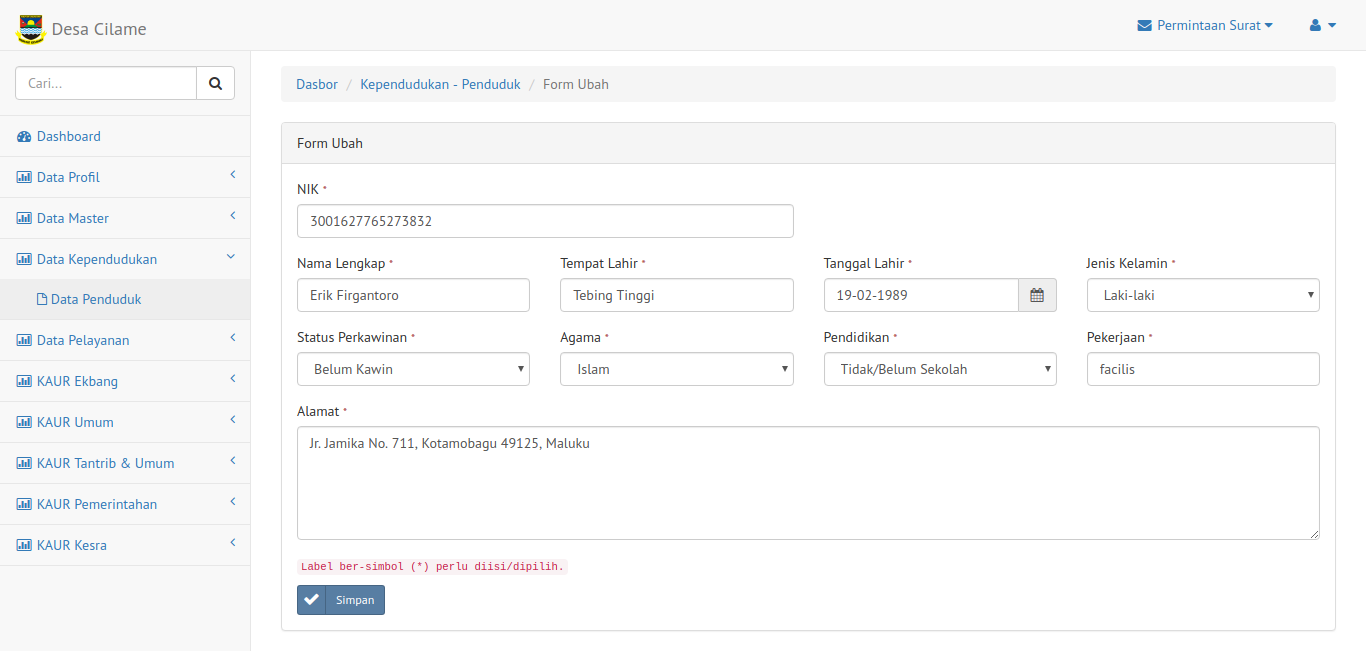 Desa Cilame
Permintaan Surat
Cari...
Dashboard
Data Profil
Data Master
Data Kependudukan
Data Penduduk
Data Pelayanan
KAUR Ekbang
KAUR Umum
KAUR Tantrib & Umum
KAUR Pemerintahan
KAUR Kesra
Dasbor / Kependudukan - Penduduk / Form Ubah
Form Ubah
NIK *
3001627765273832
Nama Lengkap * Tempat Lahir * Tanggal Lahir * Jenis Kelamin *
Erik Firgantoro Tebing Tinggi 19-02-1989 Laki-laki
Status Perkawinan * Agama * Pendidikan * Pekerjaan *
Belum Kawin Islam Tidak/Belum Sekolah facilis
Alamat *
Jr. Jamika No. 711, Kotamobagu 49125, Maluku
Label ber-simbol (*) perlu diisi/dipilih.
Simpan